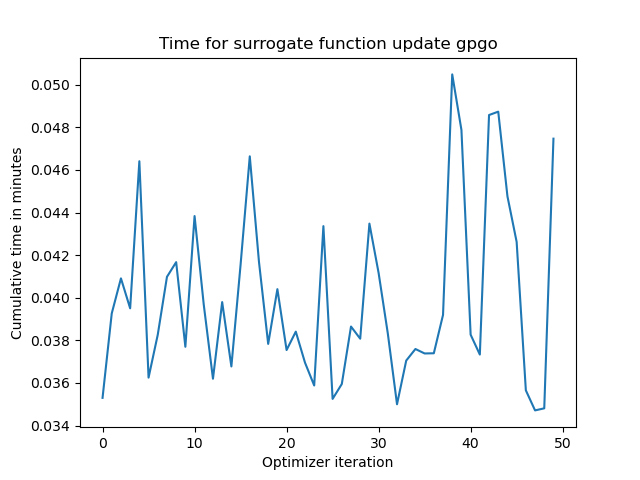 Time for surrogate function update gpgo
Cumulative time in minutes
0.050
0.048
0.046
0.044
0.042
0.040
0.038
0.036
0.034
0 10 20 30 40 50
Optimizer iteration